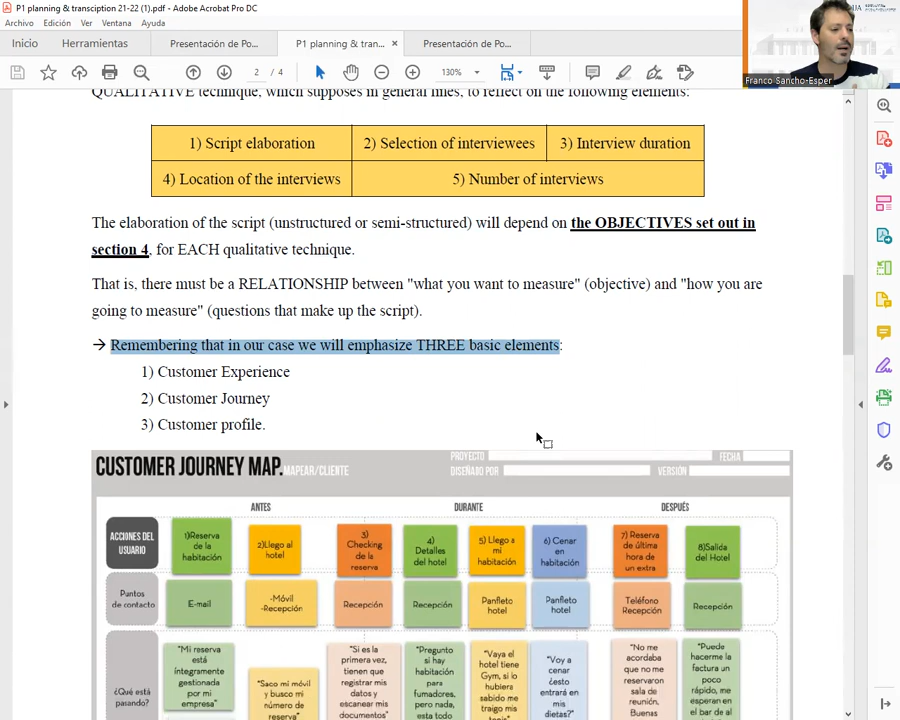 P1 planning & transciption 21-22 (1).pdf - Adobe Acrobat Pro DC
Archivo Edición Ver Ventana Ayuda
Inicio Herramientas Presentación de Po... P1 planning & tran... × Presentación de Po...
2 / 4 130%
Franco Sancho-Esper
QUALITATIVE technique, which supposes in general lines, to reflect on the following elements:
1) Script elaboration 2) Selection of interviewees 3) Interview duration
4) Location of the interviews 5) Number of interviews
The elaboration of the script (unstructured or semi-structured) will depend on the OBJECTIVES set out in
section 4, for EACH qualitative technique.
That is, there must be a RELATIONSHIP between "what you want to measure" (objective) and "how you are
going to measure" (questions that make up the script).
→ Remembering that in our case we will emphasize THREE basic elements:
1) Customer Experience
2) Customer Journey
3) Customer profile.
CUSTOMER JOURNEY MAP. MAPEAR/CLIENTE
PROYECTO FECHA
DISEÑADO POR VERSIÓN
ANTES DURANTE DESPUÉS
ACCIONES DEL USUARIO
1)Reserva de la habitación
2)Llego al hotel
3) Checking de la reserva
4) Detalles del hotel
5) Llego a mi habitación
6) Cenar en habitación
7) Reserva de última hora de un extra
8)Salida del Hotel
Puntos de contacto
E-mail
-Móvil
-Recepción
Recepción
Recepción
Panfleto hotel
Panfleto hotel
Teléfono Recepción
Recepción
¿Qué está pasando?
"Mi reserva está íntegramente gestionada por mi empresa"
"Saco mi móvil y busco mi número de reserva"
"Si es la primera vez, tienen que registrar mis datos y escanear mis documentos"
"Pregunto si hay habitación para fumadores, pero nada, esta todo
"Vaya el hotel tiene Gym, si lo hubiera sabido me traigo mis
"Voy a cenar ¿esto entrará en mis dietas?"
"No me acordaba que no me reservaron sala de reunión, Buenas
"Puede hacerme la factura un poco rápido, me esperan en el bar de al